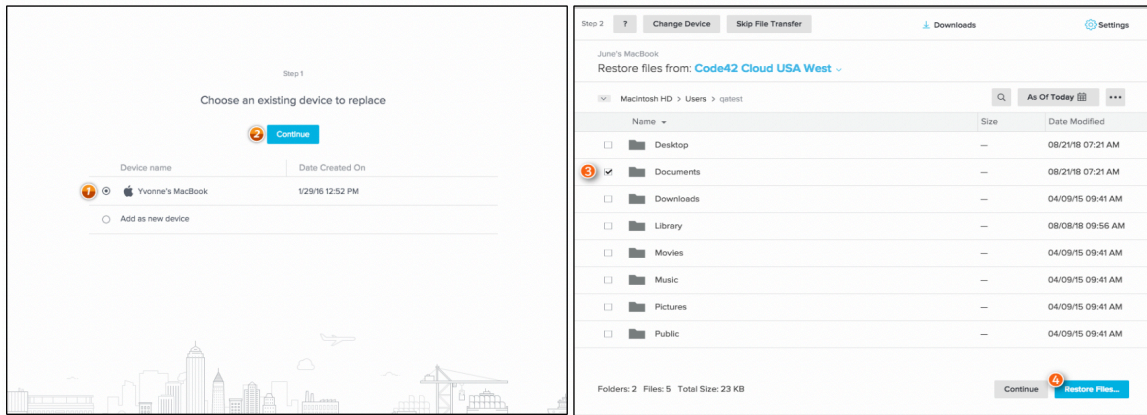 Step 1
Choose an existing device to replace
2 Continue
Device name Date Created On
1 Yvonne's MacBook 1/29/16 12:52 PM
Add as new device
Step 2 ? Change Device Skip File Transfer Downloads Settings
June's MacBook
Restore files from: Code42 Cloud USA West
Macintosh HD > Users > qatest As Of Today •••
Name Size Date Modified
Desktop — 08/21/18 07:21 AM
3 Documents — 08/21/18 07:21 AM
Downloads — 04/09/15 09:41 AM
Library — 08/08/18 09:56 AM
Movies — 04/09/15 09:41 AM
Music — 04/09/15 09:41 AM
Pictures — 04/09/15 09:41 AM
Public — 04/09/15 09:41 AM
Folders: 2 Files: 5 Total Size: 23 KB Continue 4 Restore Files...